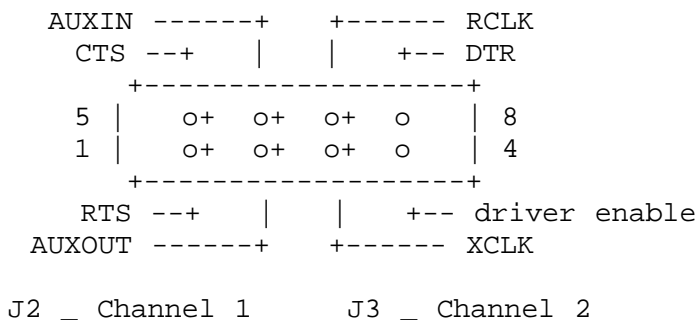 AUXIN ------+ +------ RCLK
CTS --+ | | +-- DTR
+-------------------+
5 | o+ o+ o+ o | 8
1 | o+ o+ o+ o | 4
+-------------------+
RTS --+ | | +-- driver enable
AUXOUT ------+ +------ XCLK
J2 _ Channel 1 J3 _ Channel 2